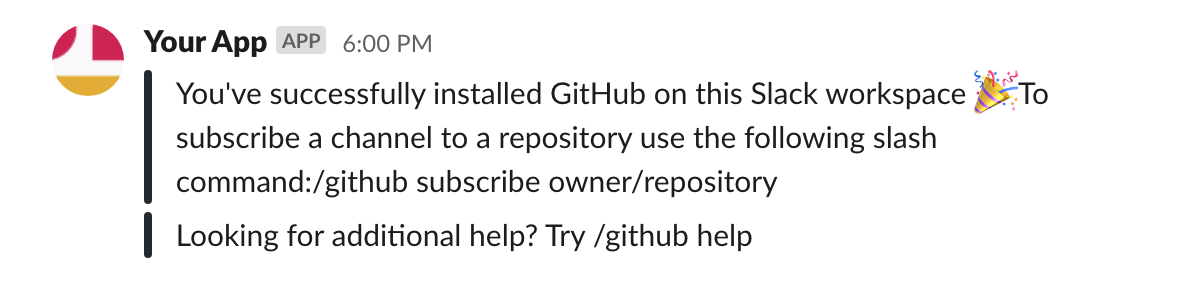 Your App APP 6:00 PM
You've successfully installed GitHub on this Slack workspace 🎉To
subscribe a channel to a repository use the following slash
command:/github subscribe owner/repository
Looking for additional help? Try /github help